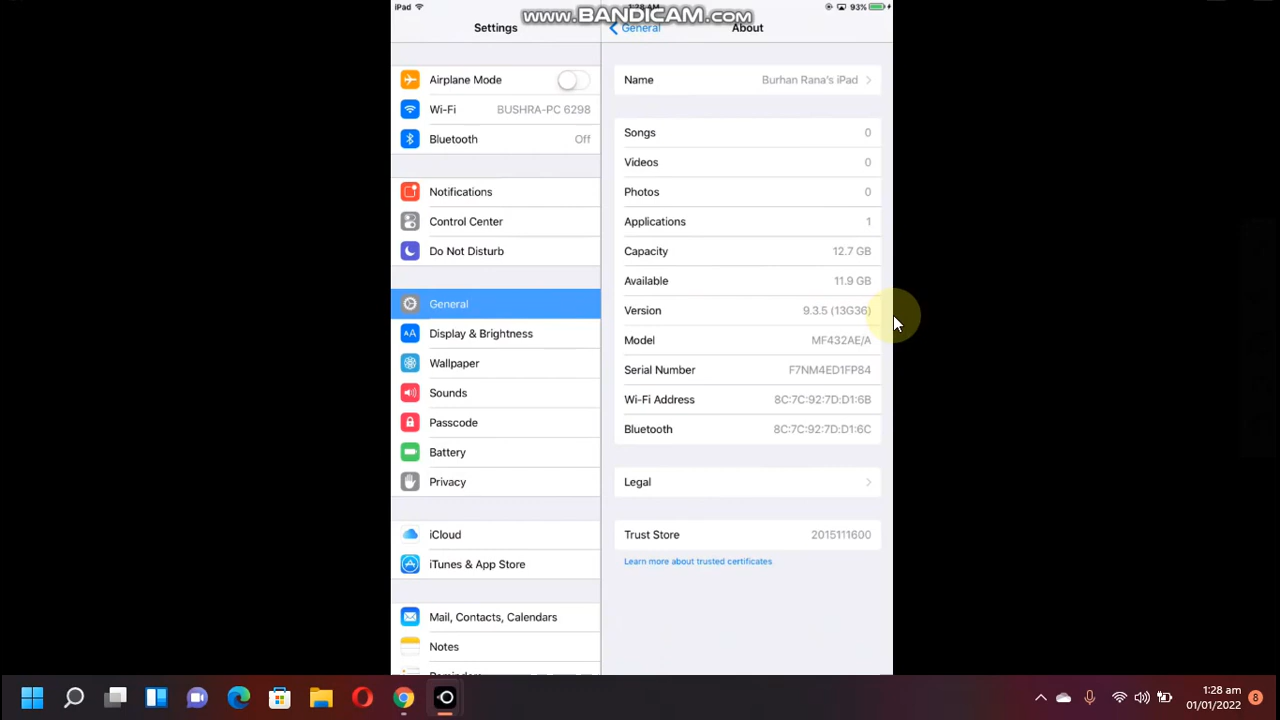 iPad
1:28 AM
93%
www.BANDICAM.com
Settings
General
About
Airplane Mode
Wi-Fi BUSHRA-PC 6298
Bluetooth Off
Notifications
Control Center
Do Not Disturb
General
Display & Brightness
AA
Wallpaper
Sounds
Passcode
Battery
Privacy
iCloud
iTunes & App Store
Mail, Contacts, Calendars
Notes
Name Burhan Rana's iPad
Songs 0
Videos 0
Photos 0
Applications 1
Capacity 12.7 GB
Available 11.9 GB
Version 9.3.5 (13G36)
Model MF432AE/A
Serial Number F7NM4ED1FP84
Wi-Fi Address 8C:7C:92:7D:D1:6B
Bluetooth 8C:7C:92:7D:D1:6C
Legal
Trust Store 2015111600
Learn more about trusted certificates
1:28 am
01/01/2022
8